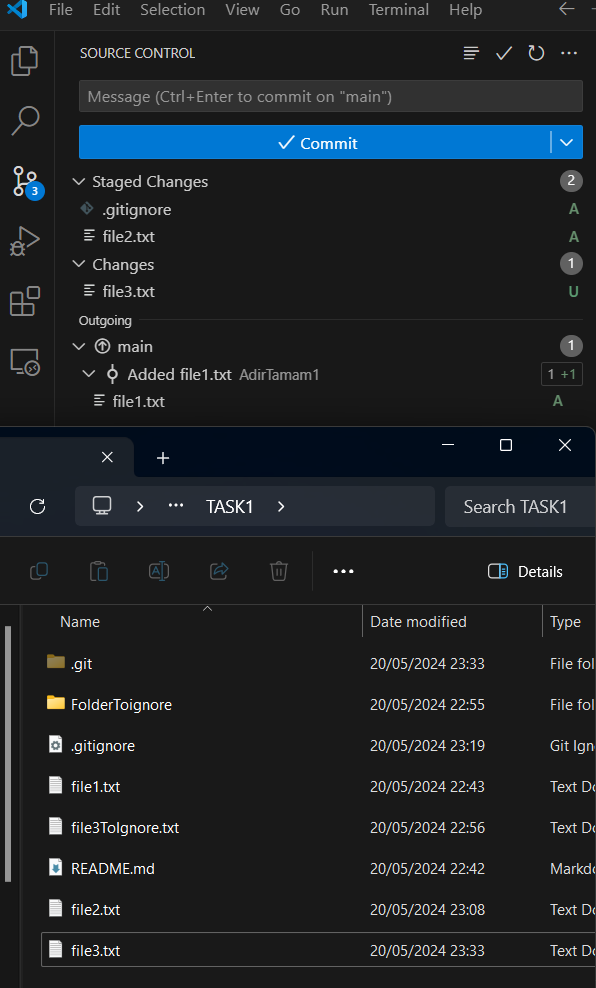 File Edit Selection View Go Run Terminal Help
SOURCE CONTROL
Message (Ctrl+Enter to commit on "main")
Commit
Staged Changes 2
.gitignore A
file2.txt A
3
Changes 1
file3.txt U
Outgoing
main 1
Added file1.txt AdirTamam1 1 +1
file1.txt A
TASK1 Search TASK1
Details
Name Date modified Type
.git 20/05/2024 23:33 File fol
FolderToignore 20/05/2024 22:55 File fol
.gitignore 20/05/2024 23:19 Git Ign
file1.txt 20/05/2024 22:43 Text Do
file3ToIgnore.txt 20/05/2024 22:56 Text Do
README.md 20/05/2024 22:42 Markdo
file2.txt 20/05/2024 23:08 Text Do
file3.txt 20/05/2024 23:33 Text Do